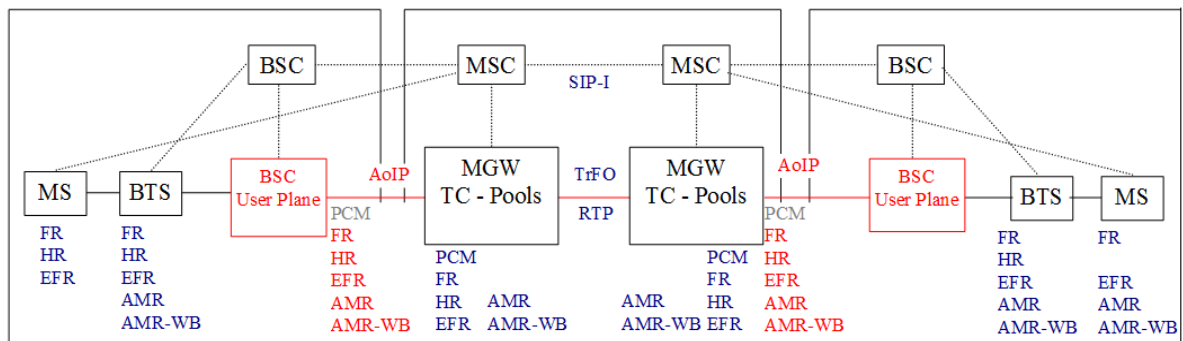 BSC
MSC
MSC
BSC
SIP-I
MS
BTS
BSC
User Plane
AoIP
MGW
TC - Pools
TrFO
RTP
MGW
TC - Pools
AoIP
BSC
User Plane
BTS
MS
FR
HR
EFR
FR
HR
EFR
AMR
AMR-WB
PCM
FR
HR
EFR
AMR
AMR-WB
PCM
FR
HR AMR
EFR AMR-WB
PCM
FR
AMR HR
AMR-WB EFR
PCM
FR
HR
EFR
AMR
AMR-WB
FR
HR
EFR
AMR
AMR-WB
FR
EFR
AMR
AMR-WB